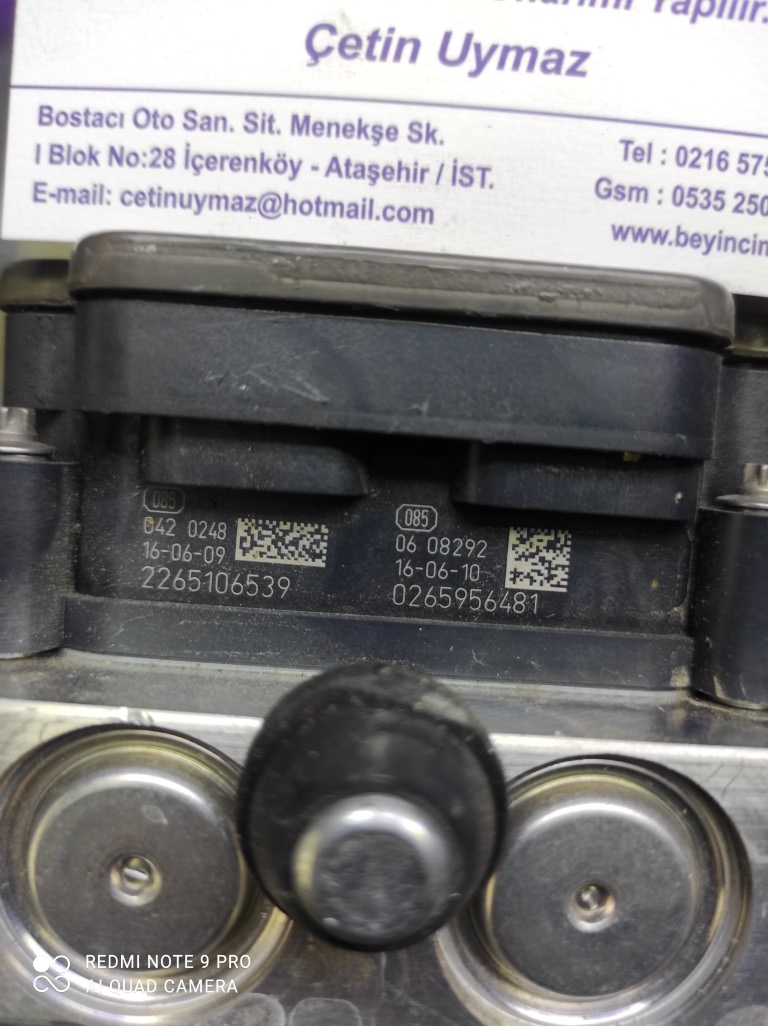 Yapılır.
Çetin Uymaz
Bostacı Oto San. Sit. Menekşe Sk.
I Blok No:28 İçerenköy - Ataşehir / İST.
E-mail: cetinuymaz@hotmail.com
Tel : 0216 575
Gsm : 0535 250
www.beyincim
085
042 0248
16-06-09
2265106539
085
06 08292
16-06-10
0265956481
REDMI NOTE 9 PRO
AI QUAD CAMERA